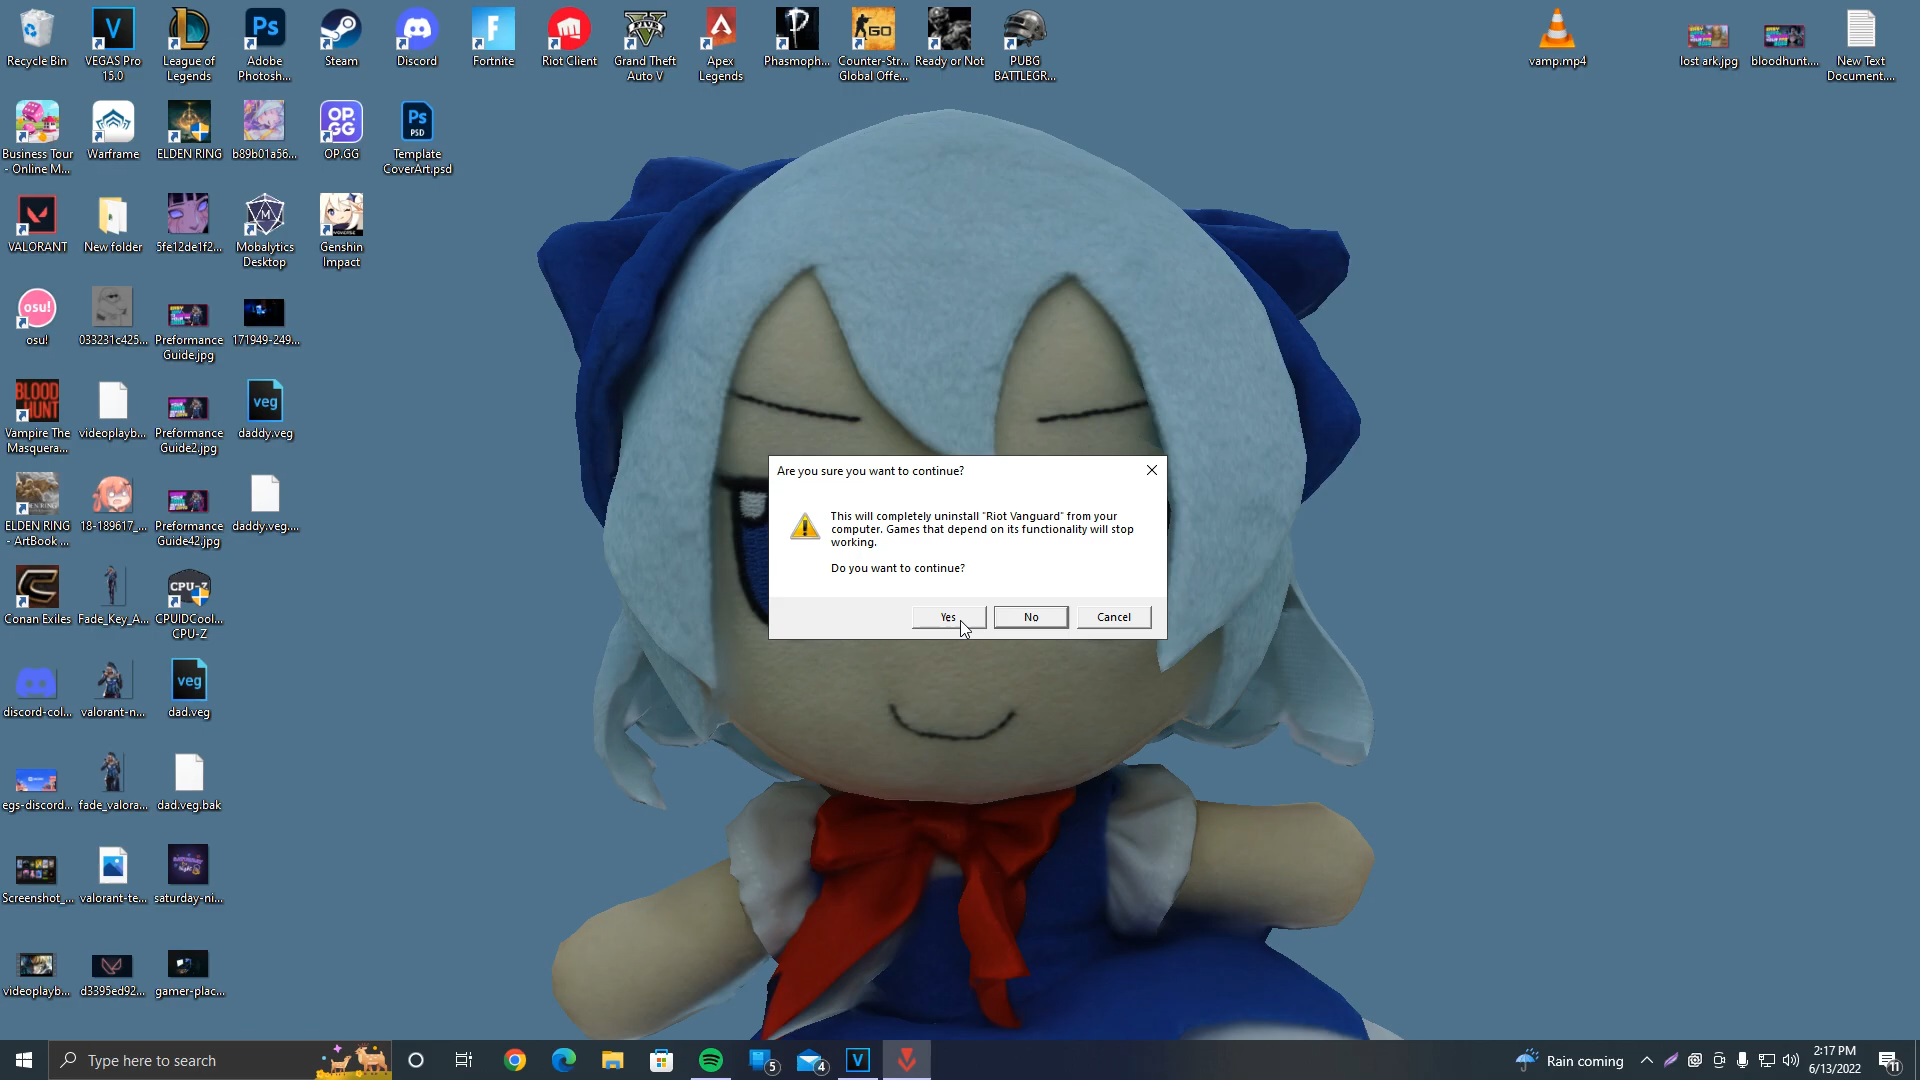 Recycle Bin
VEGAS Pro
15.0
League of
Legends
Adobe
Photosh...
Steam
Discord
Fortnite
Riot Client
Grand Theft
Auto V
Apex
Legends
Phasmoph...
Counter-Str...
Global Offe...
Ready or Not
PUBG
BATTLEGR...
vamp.mp4
lost ark.jpg
bloodhunt....
New Text
Document....
Business Tour
- Online M...
Warframe
ELDEN RING
b89b01a56...
OP.GG
Template
CoverArt.psd
VALORANT
New folder
5fe12de1f2...
Mobalytics
Desktop
Genshin
Impact
osu!
033231c425...
Preformance
Guide.jpg
171949-249...
Vampire The
Masquera...
videoplayb...
Preformance
Guide2.jpg
daddy.veg
ELDEN RING
- ArtBook ...
18-189617_...
Preformance
Guide42.jpg
daddy.veg....
Conan Exiles
Fade_Key_A...
CPUIDCool...
CPU-Z
discord-col...
valorant-n...
dad.veg
egs-discord...
fade_valora...
dad.veg.bak
Screenshot_...
valorant-te...
saturday-ni...
videoplayb...
d3395ed92...
gamer-plac...
Are you sure you want to continue?
This will completely uninstall "Riot Vanguard" from your
computer. Games that depend on its functionality will stop
working.
Do you want to continue?
Yes
No
Cancel
Type here to search
5
4
Rain coming
2:17 PM
6/13/2022
11